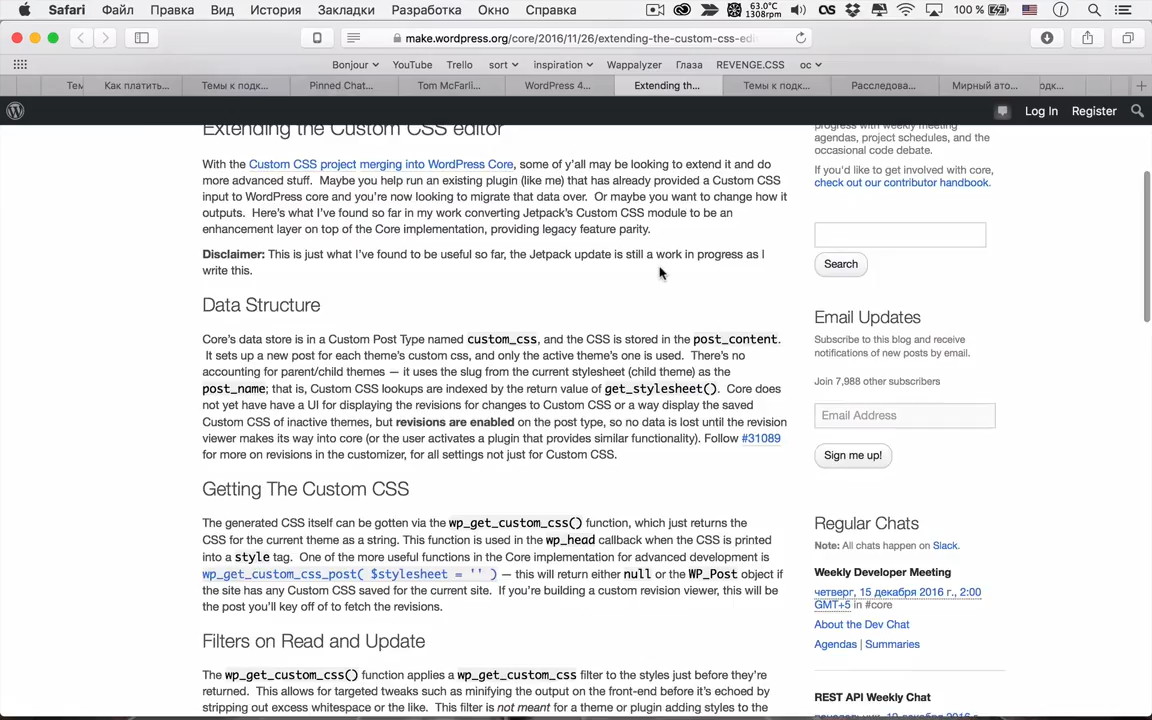 Safari Файл Правка Вид История Закладки Разработка Окно Справка 63.0°C 1308rpm 100 %
make.wordpress.org/core/2016/11/26/extending-the-custom-css-edi
Bonjour YouTube Trello sort inspiration Wappalyzer Глаза REVENGE.CSS ос
Тем Как платить... Темы к подк... Pinned Chat... Tom McFarli... WordPress 4... Extending th... Темы к подк... Расследова... Мирный ато... одк...
Log In Register
Extending the Custom CSS editor
With the Custom CSS project merging into WordPress Core, some of y'all may be looking to extend it and do
more advanced stuff. Maybe you help run an existing plugin (like me) that has already provided a Custom CSS
input to WordPress core and you're now looking to migrate that data over. Or maybe you want to change how it
outputs. Here's what I've found so far in my work converting Jetpack's Custom CSS module to be an
enhancement layer on top of the Core implementation, providing legacy feature parity.
Disclaimer: This is just what I've found to be useful so far, the Jetpack update is still a work in progress as I
write this.
Data Structure
Core's data store is in a Custom Post Type named custom_css, and the CSS is stored in the post_content.
It sets up a new post for each theme's custom css, and only the active theme's one is used. There's no
accounting for parent/child themes — it uses the slug from the current stylesheet (child theme) as the
post_name; that is, Custom CSS lookups are indexed by the return value of get_stylesheet(). Core does
not yet have have a UI for displaying the revisions for changes to Custom CSS or a way display the saved
Custom CSS of inactive themes, but revisions are enabled on the post type, so no data is lost until the revision
viewer makes its way into core (or the user activates a plugin that provides similar functionality). Follow #31089
for more on revisions in the customizer, for all settings not just for Custom CSS.
Getting The Custom CSS
The generated CSS itself can be gotten via the wp_get_custom_css() function, which just returns the
CSS for the current theme as a string. This function is used in the wp_head callback when the CSS is printed
into a style tag. One of the more useful functions in the Core implementation for advanced development is
wp_get_custom_css_post( $stylesheet = '' ) — this will return either null or the WP_Post object if
the site has any Custom CSS saved for the current site. If you're building a custom revision viewer, this will be
the post you'll key off of to fetch the revisions.
Filters on Read and Update
The wp_get_custom_css() function applies a wp_get_custom_css filter to the styles just before they're
returned. This allows for targeted tweaks such as minifying the output on the front-end before it's echoed by
stripping out excess whitespace or the like. This filter is not meant for a theme or plugin adding styles to the
progress with weekly meeting
agendas, project schedules, and the
occasional code debate.
If you'd like to get involved with core,
check out our contributor handbook.
Search
Email Updates
Subscribe to this blog and receive
notifications of new posts by email.
Join 7,988 other subscribers
Email Address
Sign me up!
Regular Chats
Note: All chats happen on Slack.
Weekly Developer Meeting
четверг, 15 декабря 2016 г., 2:00
GMT+5 in #core
About the Dev Chat
Agendas | Summaries
REST API Weekly Chat
понедельник, 19 декабря 2016 г.,